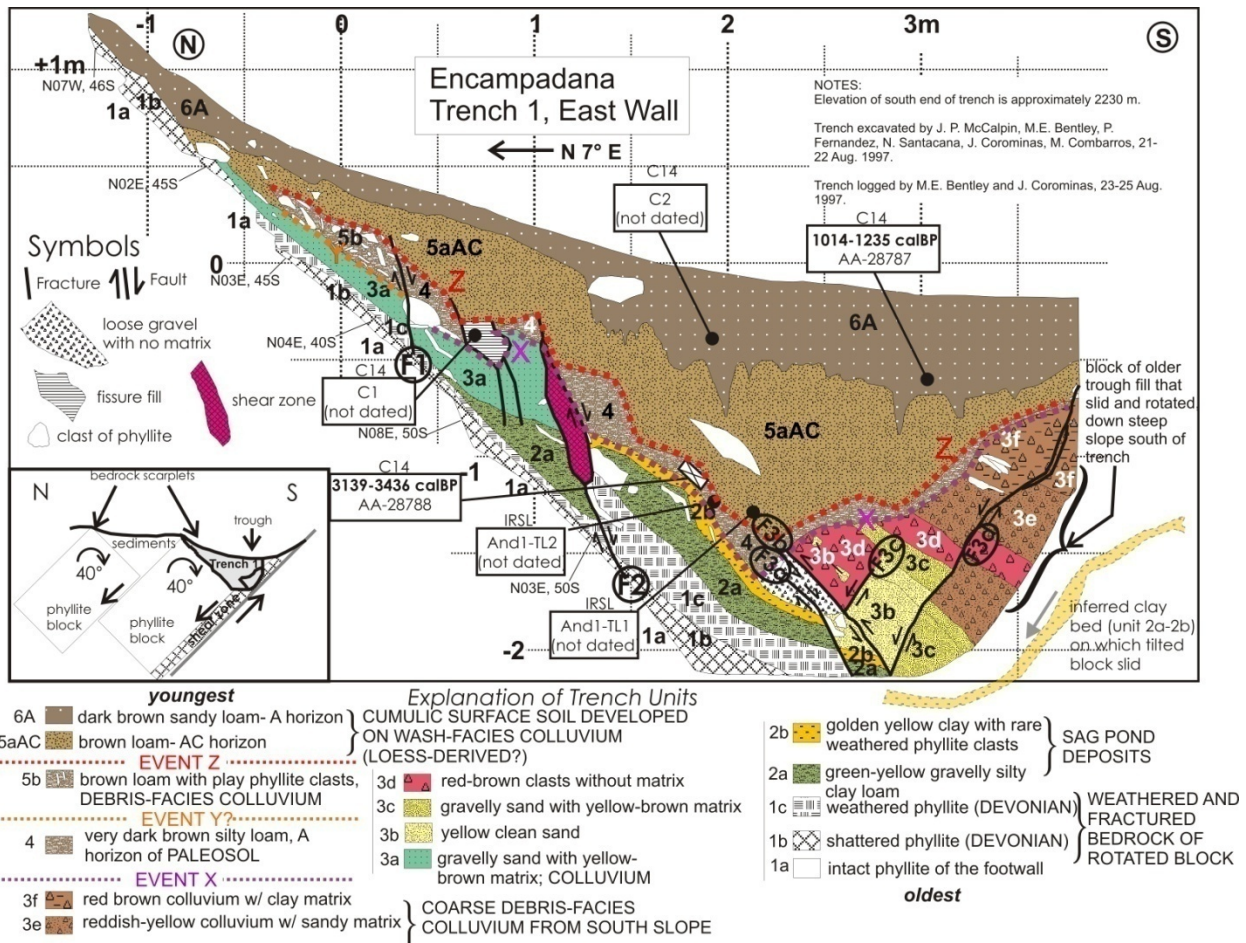 -1
0
1
2
3m
N
S
+1m
N07W, 46S
1a
1b
6A
Encampadana
Trench 1, East Wall
N 7° E
NOTES:
Elevation of south end of trench is approximately 2230 m.
Trench excavated by J. P. McCalpin, M.E. Bentley, P.
Fernandez, N. Santacana, J. Corominas, M. Combarros, 21-
22 Aug. 1997.
Trench logged by M.E. Bentley and J. Corominas, 23-25 Aug.
1997.
N02E, 45S
C14
C2
(not dated)
C14
1014-1235 calBP
AA-28787
1a
5b
5aAC
Symbols
Fracture
Fault
0
N03E, 45S
3a
4
Z
1b
6A
loose gravel
with no matrix
1c
N04E, 40S
1a
4
X
F1
C14
C1
(not dated)
3a
fissure fill
shear zone
clast of phyllite
N08E, 50S
4
5aAC
block of older
trough fill that
slid and rotated
down steep
slope south of
trench
Z
3f
2a
-1
C14
3139-3436 calBP
AA-28788
1a
3f
2b
X
3e
N
S
bedrock scarplets
trough
sediments
Trench 1
40°
40°
phyllite
block
phyllite
block
shear zone
IRSL
And1-TL2
(not dated)
4
F3b
F3a
3b
3d
F3c
3d
3c
F3d
N03E, 50S
F2
2a
1c
IRSL
And1-TL1
(not dated)
3b
1a
1b
-2
2b
2a
3c
inferred clay
bed (unit 2a-2b)
on which tilted
block slid
youngest
Explanation of Trench Units
6A dark brown sandy loam- A horizon
5aAC brown loam- AC horizon
CUMULIC SURFACE SOIL DEVELOPED
ON WASH-FACIES COLLUVIUM
(LOESS-DERIVED?)
EVENT Z
5b brown loam with play phyllite clasts,
DEBRIS-FACIES COLLUVIUM
EVENT Y?
4 very dark brown silty loam, A
horizon of PALEOSOL
EVENT X
3f red brown colluvium w/ clay matrix
3e reddish-yellow colluvium w/ sandy matrix
COARSE DEBRIS-FACIES
COLLUVIUM FROM SOUTH SLOPE
3d red-brown clasts without matrix
3c gravelly sand with yellow-brown matrix
3b yellow clean sand
3a gravelly sand with yellow-
brown matrix; COLLUVIUM
2b golden yellow clay with rare
weathered phyllite clasts
2a green-yellow gravelly silty
clay loam
SAG POND
DEPOSITS
1c weathered phyllite (DEVONIAN)
1b shattered phyllite (DEVONIAN)
1a intact phyllite of the footwall
WEATHERED AND
FRACTURED
BEDROCK OF
ROTATED BLOCK
oldest